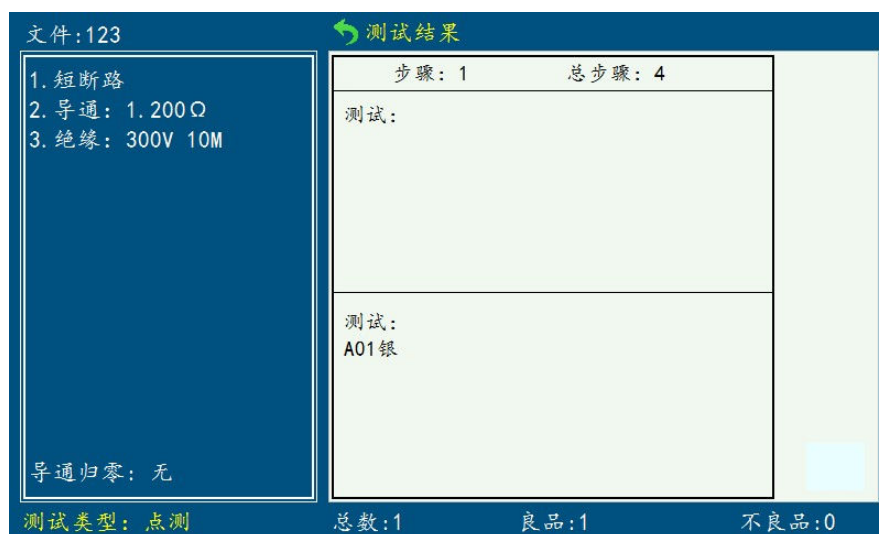 文件:123
测试结果
1.短断路
2.导通: 1.200Ω
3.绝缘: 300V 10M
导通归零: 无
步骤: 1 总步骤: 4
测试:
测试:
A01银
测试类型: 点测
总数:1 良品:1 不良品:0